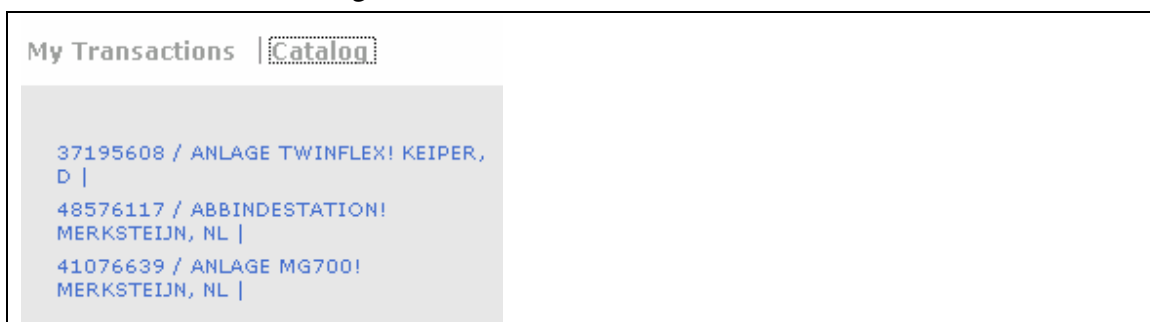 My Transactions | Catalog
37195608 / ANLAGE TWINFLEX! KEIPER,
D |
48576117 / ABBINDESTATION!
MERKSTEIJN, NL |
41076639 / ANLAGE MG700!
MERKSTEIJN, NL |